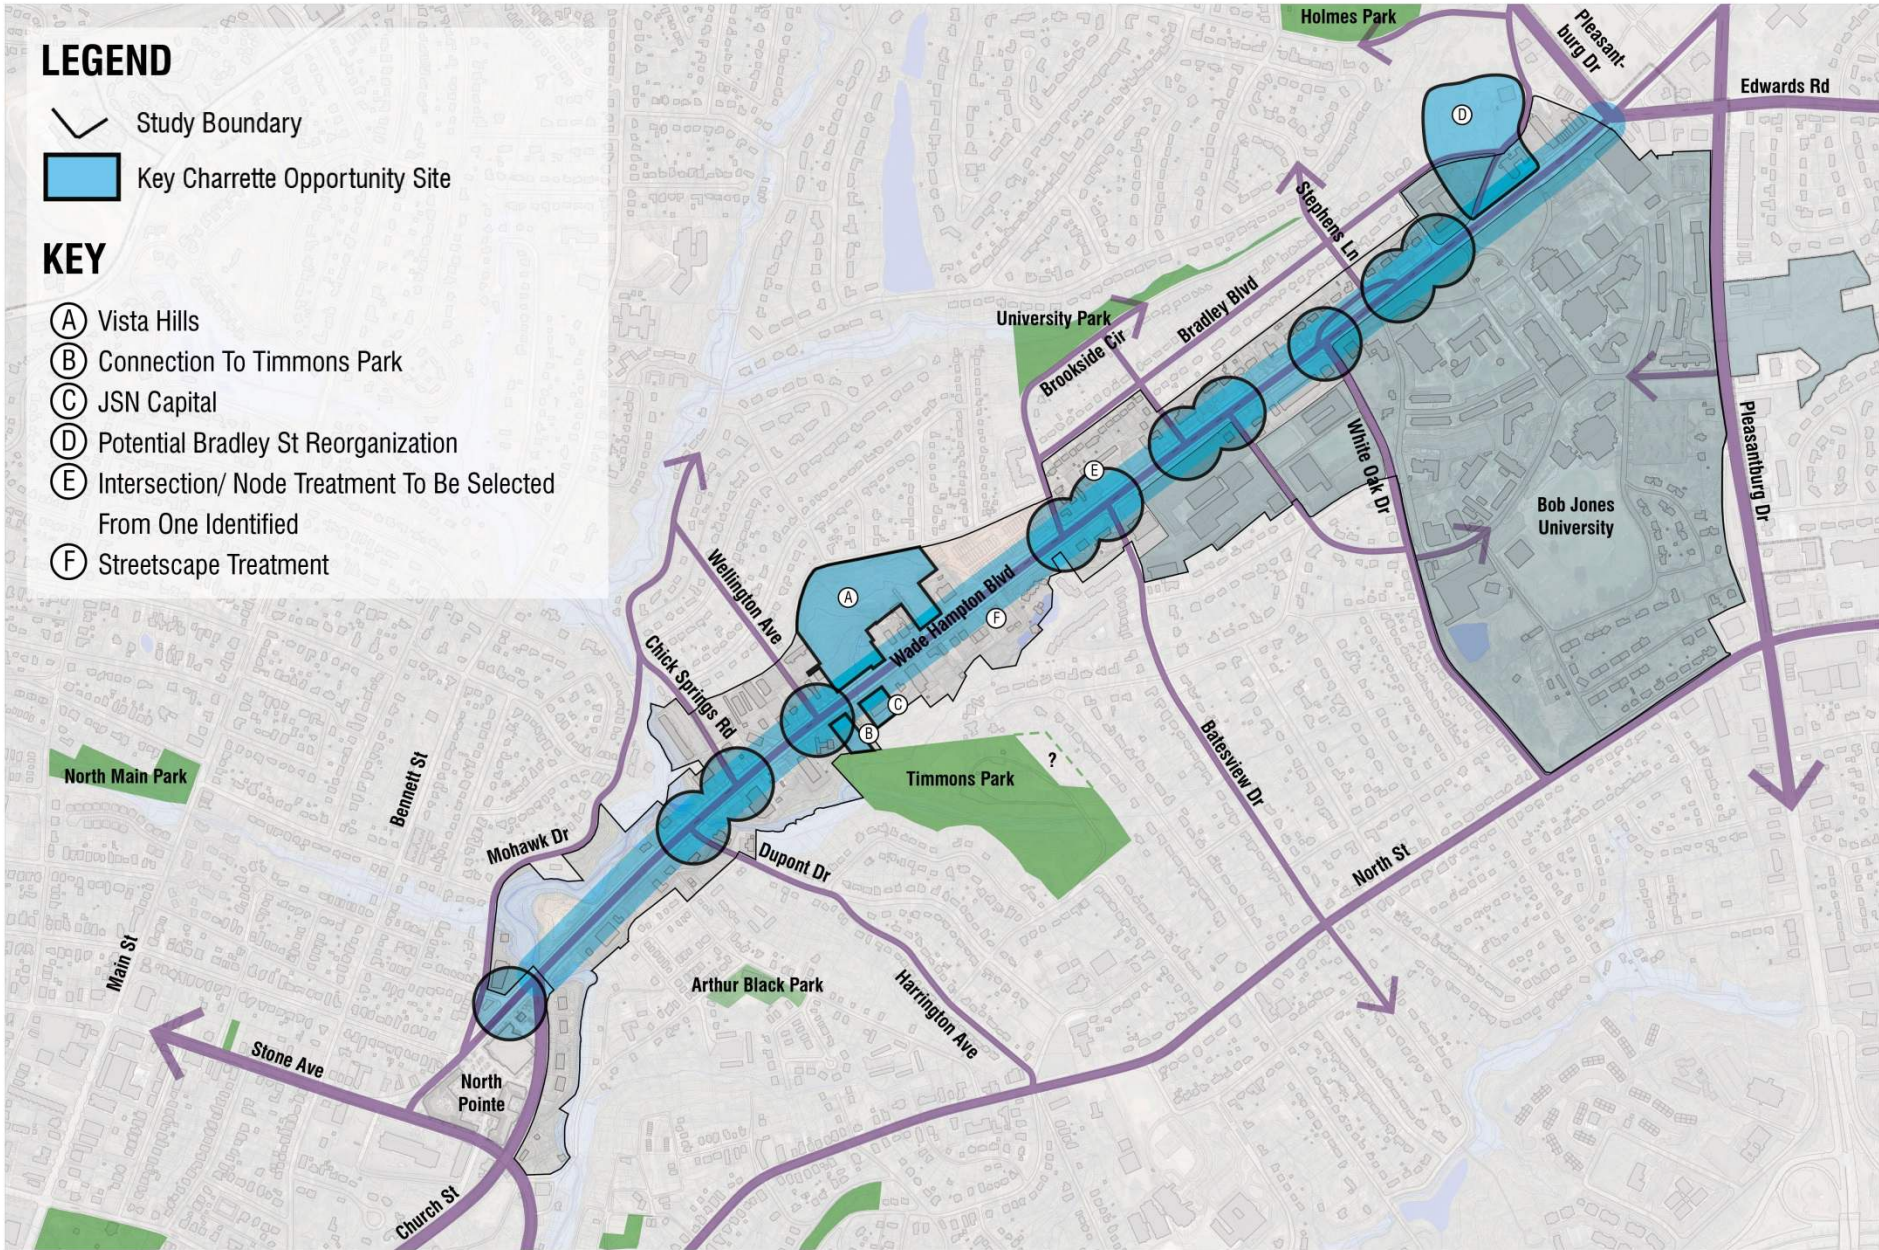 LEGEND
Study Boundary
Key Charrette Opportunity Site
KEY
A Vista Hills
B Connection To Timmons Park
C JSN Capital
D Potential Bradley St Reorganization
E Intersection/ Node Treatment To Be Selected
From One Identified
F Streetscape Treatment
Holmes Park
Pleasant-
burg Dr
Edwards Rd
D
Stephens Ln
University Park
Bradley Blvd
Brookside Cir
White Oak Dr
Pleasantburg Dr
Bob Jones
University
E
Wellington Ave
A
Wade Hampton Blvd
F
Chick Springs Rd
C
B
North Main Park
Bennett St
Timmons Park
?
Batesview Dr
Mohawk Dr
Dupont Dr
North St
Main St
Arthur Black Park
Harrington Ave
Stone Ave
North
Pointe
Church St